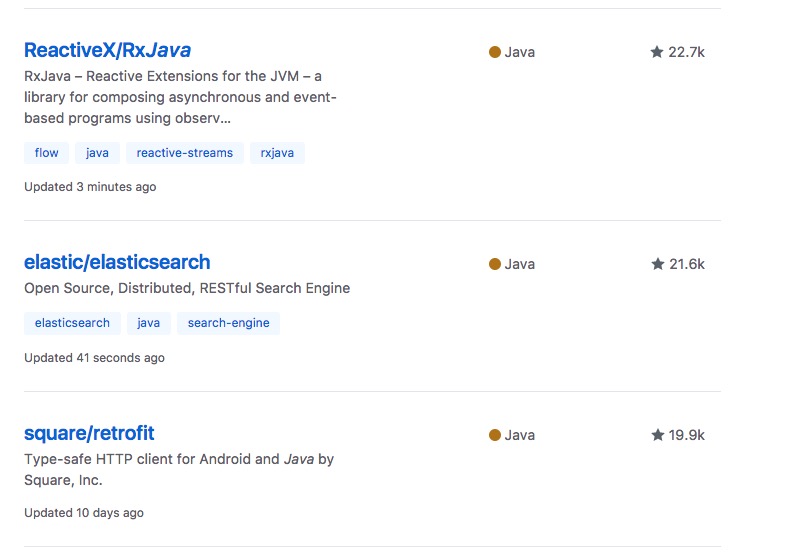 ReactiveX/RxJava
Java
22.7k
RxJava – Reactive Extensions for the JVM – a
library for composing asynchronous and event-
based programs using observ...
flow java reactive-streams rxjava
Updated 3 minutes ago
elastic/elasticsearch
Java
21.6k
Open Source, Distributed, RESTful Search Engine
elasticsearch java search-engine
Updated 41 seconds ago
square/retrofit
Java
19.9k
Type-safe HTTP client for Android and Java by
Square, Inc.
Updated 10 days ago